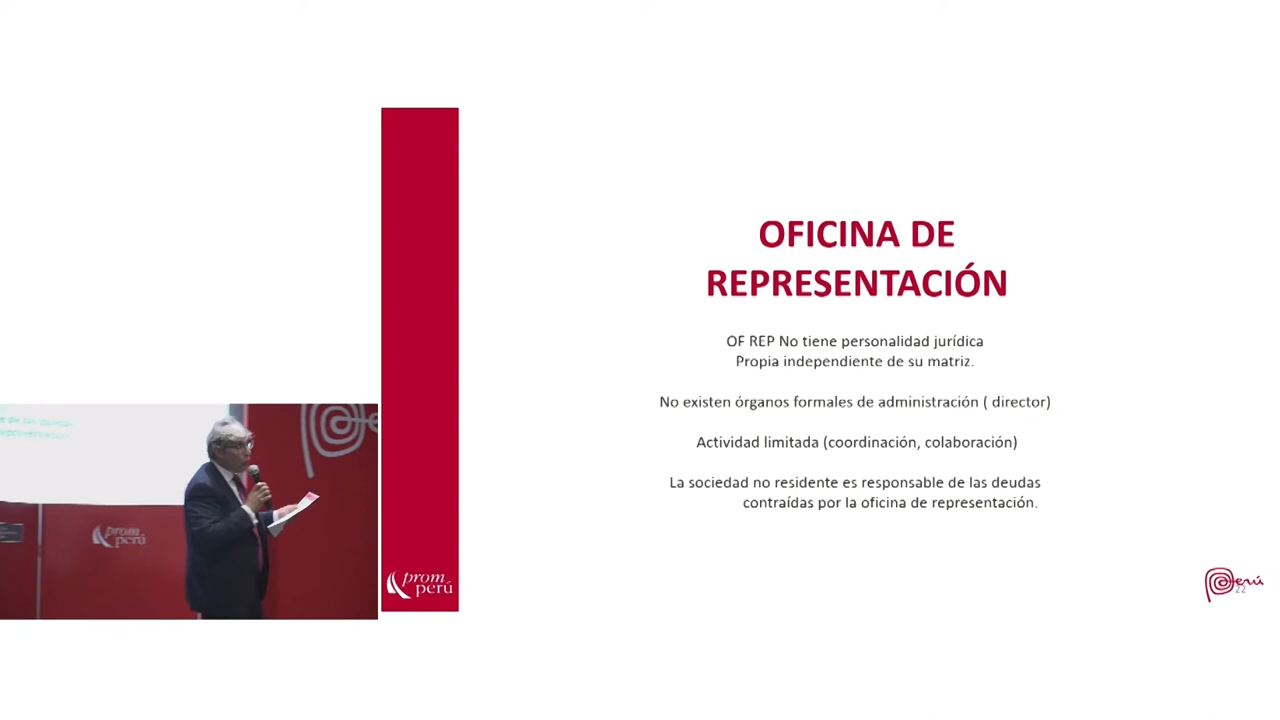 OFICINA DE
REPRESENTACIÓN
OF REP No tiene personalidad jurídica
Propia independiente de su matriz.
No existen órganos formales de administración ( director)
Actividad limitada (coordinación, colaboración)
La sociedad no residente es responsable de las deudas
contraídas por la oficina de representación.
prom
perú
prom
perú
Perú
22